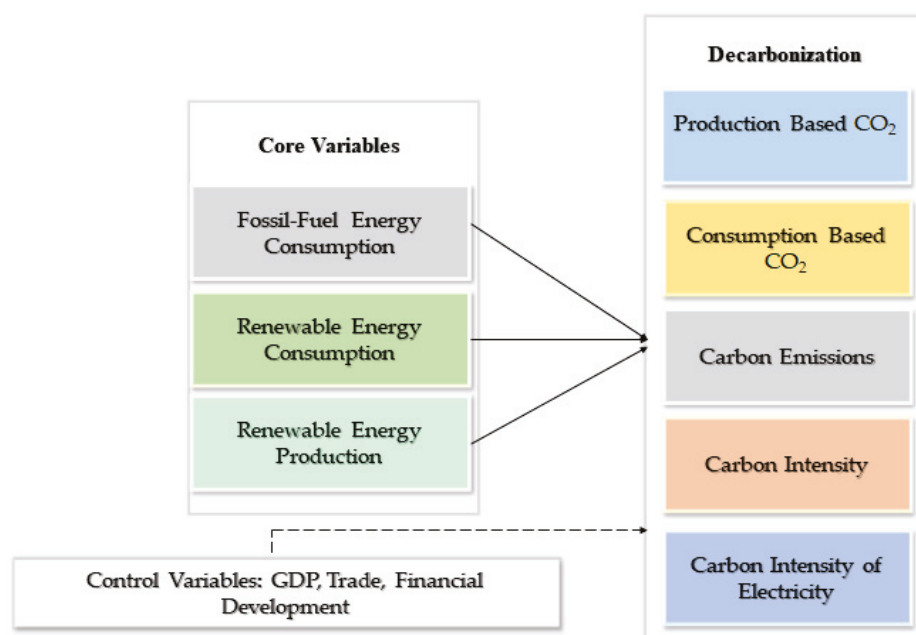 Core Variables
Fossil-Fuel Energy
Consumption
Renewable Energy
Consumption
Renewable Energy
Production
Control Variables: GDP, Trade, Financial
Development
Decarbonization
Production Based CO₂
Consumption Based
CO₂
Carbon Emissions
Carbon Intensity
Carbon Intensity of
Electricity